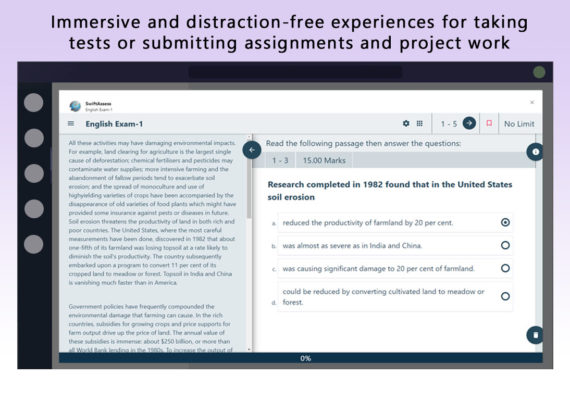 Immersive and distraction-free experiences for taking
tests or submitting assignments and project work
SwiftAssess
English Exam-1
English Exam-1
1 - 5
No Limit
All these activities may have damaging environmental impacts.
For example, land clearing for agriculture is the largest single
cause of deforestation; chemical fertilisers and pesticides may
contaminate water supplies; more intensive farming and the
abandonment of fallow periods tend to exacerbate soil
erosion; and the spread of monoculture and use of
highyielding varieties of crops have been accompanied by the
disappearance of old varieties of food plants which might have
provided some insurance against pests or diseases in future.
Soil erosion threatens the productivity of land in both rich and
poor countries. The United States, where the most careful
measurements have been done, discovered in 1982 that about
one-fifth of its farmland was losing topsoil at a rate likely to
diminish the soil's productivity. The country subsequently
embarked upon a program to convert 11 per cent of its
cropped land to meadow or forest. Topsoil in India and China
is vanishing much faster than in America.
Government policies have frequently compounded the
environmental damage that farming can cause. In the rich
countries, subsidies for growing crops and price supports for
farm output drive up the price of land. The annual value of
these subsidies is immense: about $250 billion, or more than
all World Bank lending in the 1980s. To increase the output of
Read the following passage then answer the questions:
1 - 3
15.00 Marks
Research completed in 1982 found that in the United States
soil erosion
a. reduced the productivity of farmland by 20 per cent.
b. was almost as severe as in India and China.
c. was causing significant damage to 20 per cent of farmland.
could be reduced by converting cultivated land to meadow or
d. forest.
0%